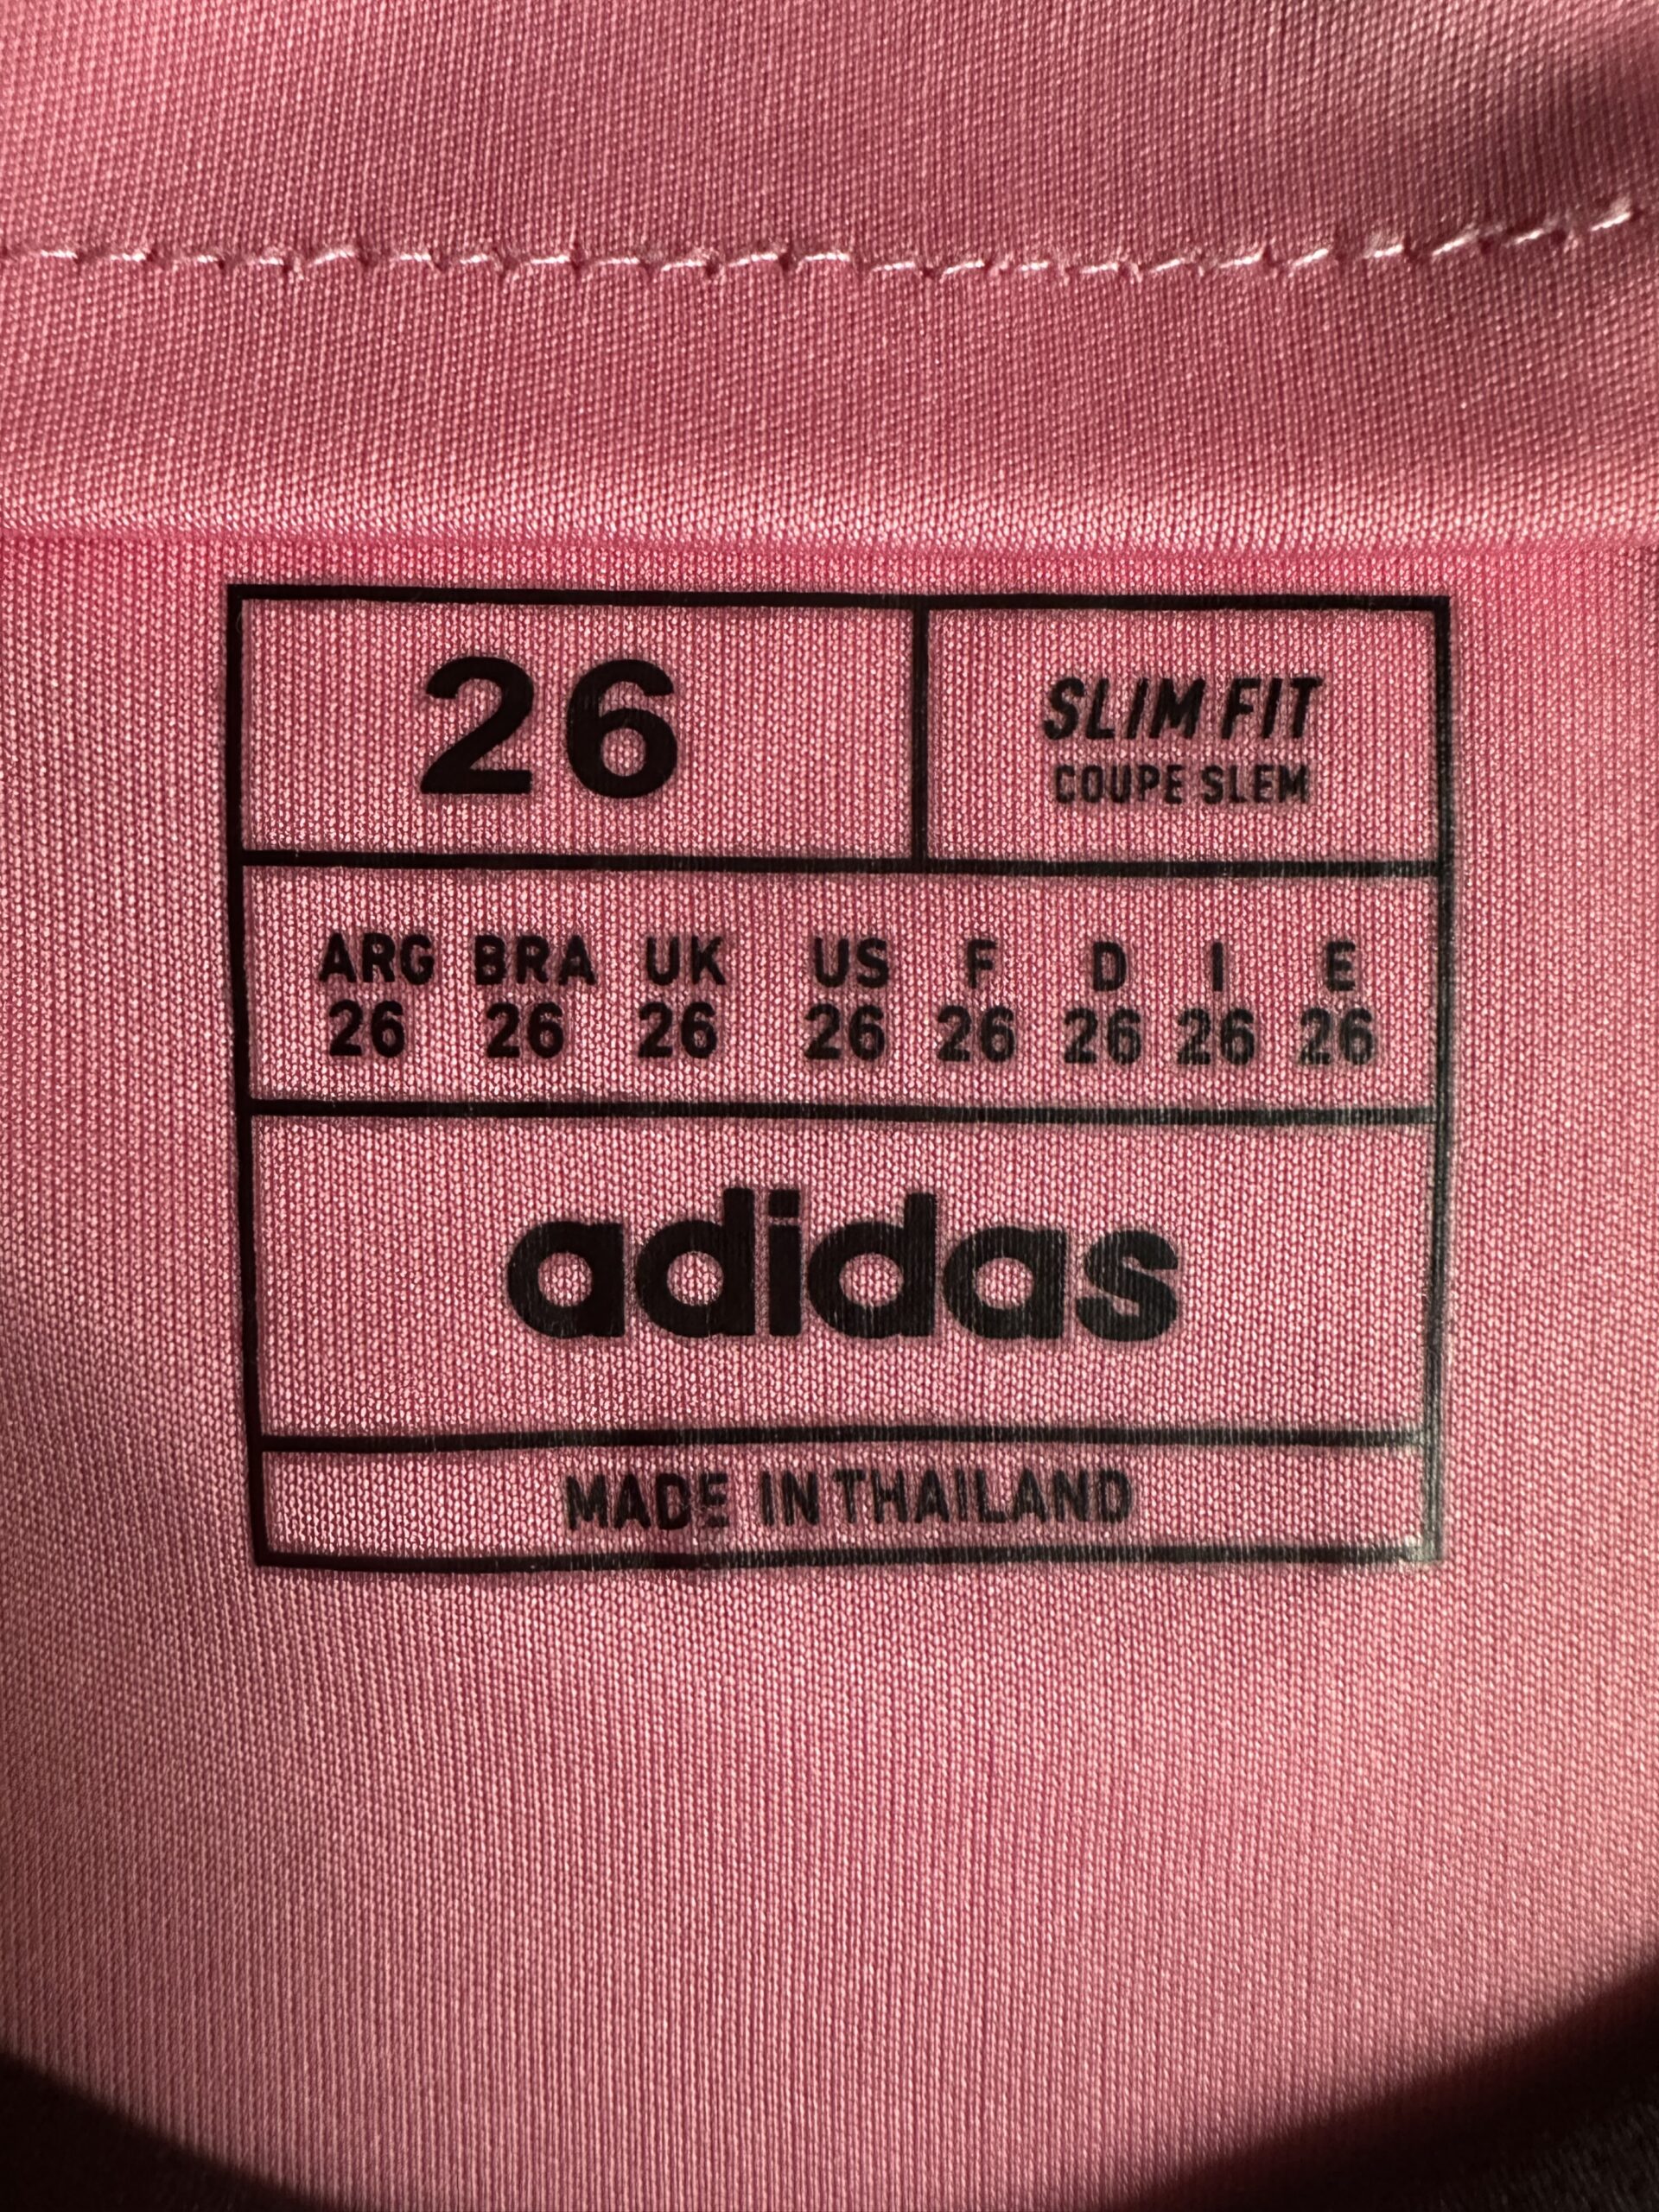 26
SLIM FIT
COUPE SLEM
ARG BRA UK US F D I E
26 26 26 26 26 26 26 26
adidas
MADE IN THAILAND